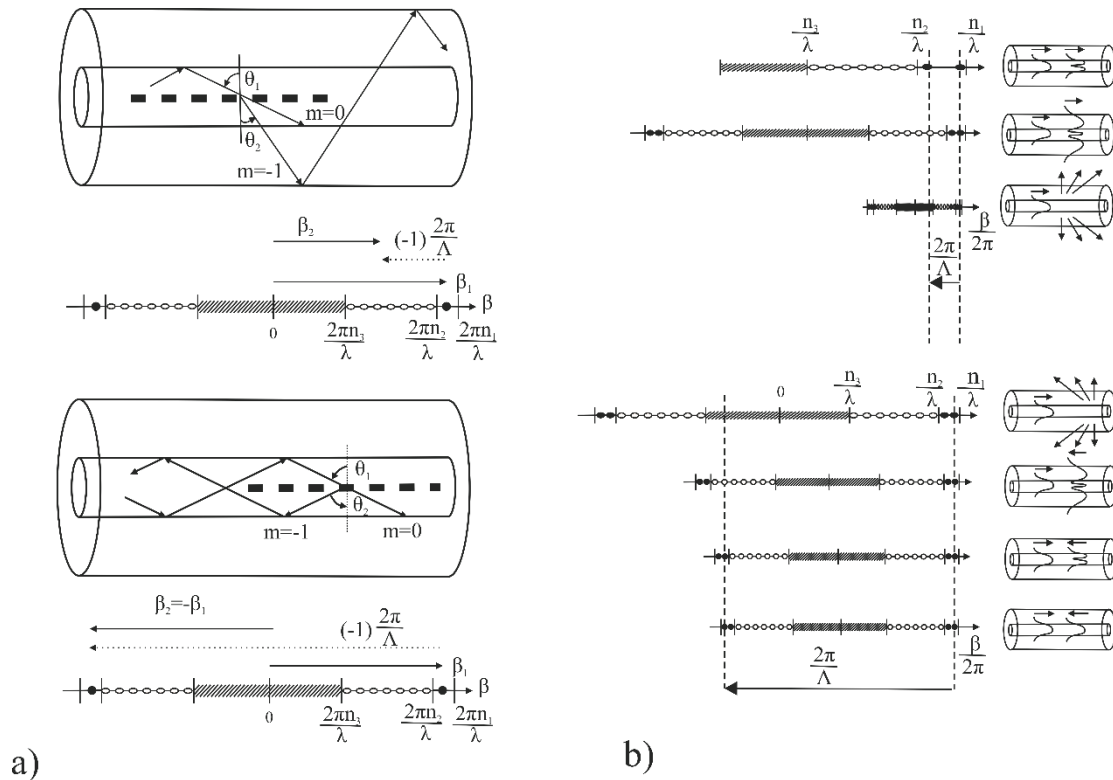 θ₁
m=0
θ₂
m=-1
β₂
(-1) 2π/Λ
β₁
β
0
2πn₃/λ
2πn₂/λ
2πn₁/λ
θ₁
θ₂
m=-1
m=0
β₂=-β₁
(-1) 2π/Λ
β₁
β
0
2πn₃/λ
2πn₂/λ
2πn₁/λ
a)
n₃/λ
n₂/λ
n₁/λ
β/2π
2π/Λ
0
n₃/λ
n₂/λ
n₁/λ
β/2π
2π/Λ
b)